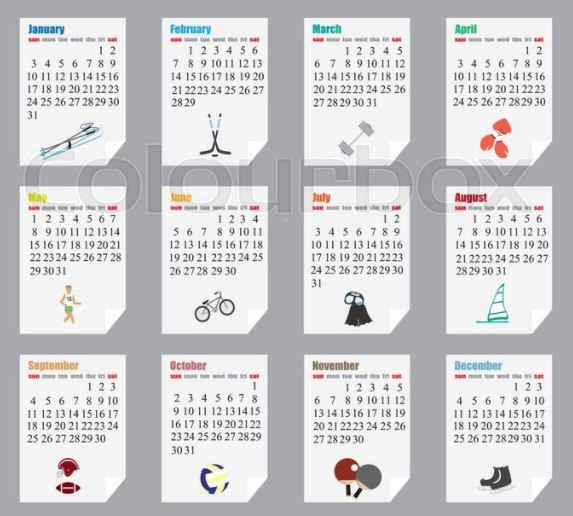 January
sun mon tue wed thu fri sat
1 2
3 4 5 6 7 8 9
10 11 12 13 14 15 16
17 18 19 20 21 22 23
24 25 26 27 28 29 30
31
February
sun mon tue wed thu fri sat
1 2 3 4 5 6
7 8 9 10 11 12 13
14 15 16 17 18 19 20
21 22 23 24 25 26 27
28 29
March
sun mon tue wed thu fri sat
1 2 3 4 5
6 7 8 9 10 11 12
13 14 15 16 17 18 19
20 21 22 23 24 25 26
27 28 29 30 31
April
sun mon tue wed thu fri sat
1 2
3 4 5 6 7 8 9
10 11 12 13 14 15 16
17 18 19 20 21 22 23
24 25 26 27 28 29 30
Colourbox
May
sun mon tue wed thu fri sat
1 2 3 4 5 6 7
8 9 10 11 12 13 14
15 16 17 18 19 20 21
22 23 24 25 26 27 28
29 30 31
June
sun mon tue wed thu fri sat
1 2 3 4
5 6 7 8 9 10 11
12 13 14 15 16 17 18
19 20 21 22 23 24 25
26 27 28 29 30
July
sun mon tue wed thu fri sat
1 2
3 4 5 6 7 8 9
10 11 12 13 14 15 16
17 18 19 20 21 22 23
24 25 26 27 28 29 30
31
August
sun mon tue wed thu fri sat
1 2 3 4 5 6
7 8 9 10 11 12 13
14 15 16 17 18 19 20
21 22 23 24 25 26 27
28 29 30 31
September
sun mon tue wed thu fri sat
1 2 3
4 5 6 7 8 9 10
11 12 13 14 15 16 17
18 19 20 21 22 23 24
25 26 27 28 29 30
October
sun mon tue wed thu fri sat
1
2 3 4 5 6 7 8
9 10 11 12 13 14 15
16 17 18 19 20 21 22
23 24 25 26 27 28 29
30 31
November
sun mon tue wed thu fri sat
1 2 3 4 5
6 7 8 9 10 11 12
13 14 15 16 17 18 19
20 21 22 23 24 25 26
27 28 29 30
December
sun mon tue wed thu fri sat
1 2 3
4 5 6 7 8 9 10
11 12 13 14 15 16 17
18 19 20 21 22 23 24
25 26 27 28 29 30 31